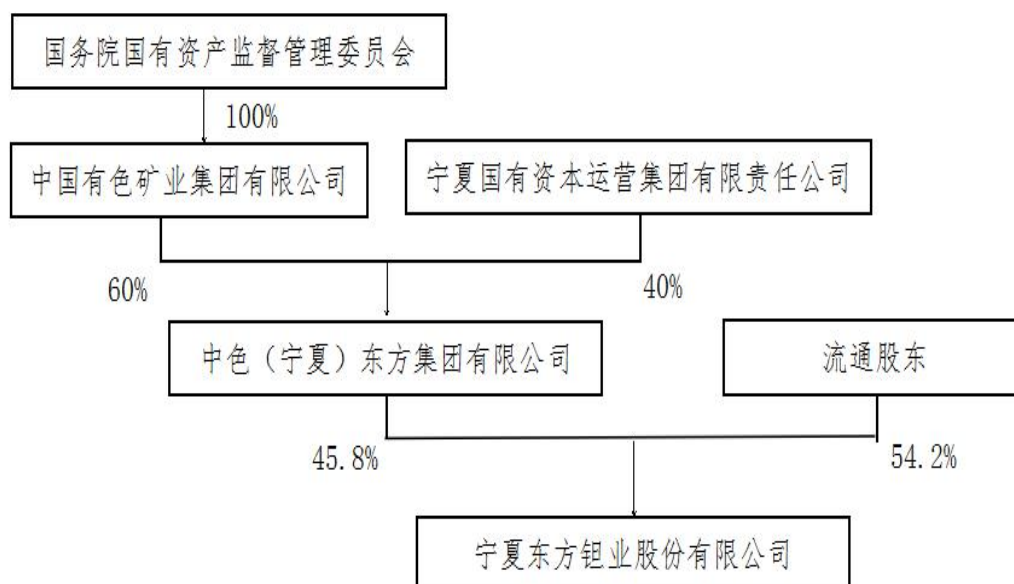 国务院国有资产监督管理委员会
100%
中国有色矿业集团有限公司
宁夏国有资本运营集团有限责任公司
60%
40%
中色（宁夏）东方集团有限公司
流通股东
45.8%
54.2%
宁夏东方钽业股份有限公司